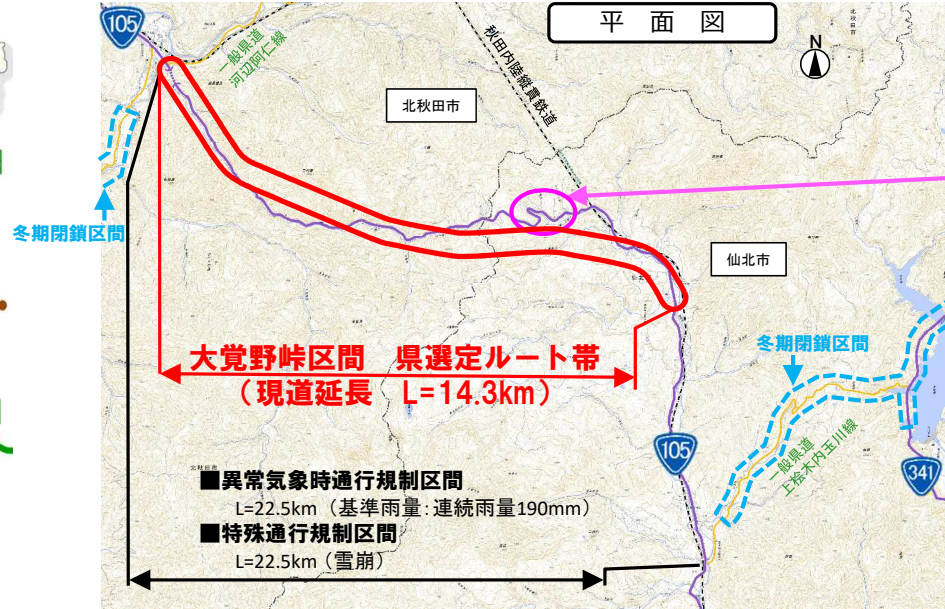 平面図
N
105
一般県道
河辺阿仁線
秋田内陸縦貫鉄道
北秋田市
冬期閉鎖区間
仙北市
大覚野峠区間 県選定ルート帯
（現道延長 L=14.3km）
冬期閉鎖区間
一般県道
上桧木内玉川線
105
341
■異常気象時通行規制区間
L=22.5km（基準雨量：連続雨量190mm）
■特殊通行規制区間
L=22.5km（雪崩）